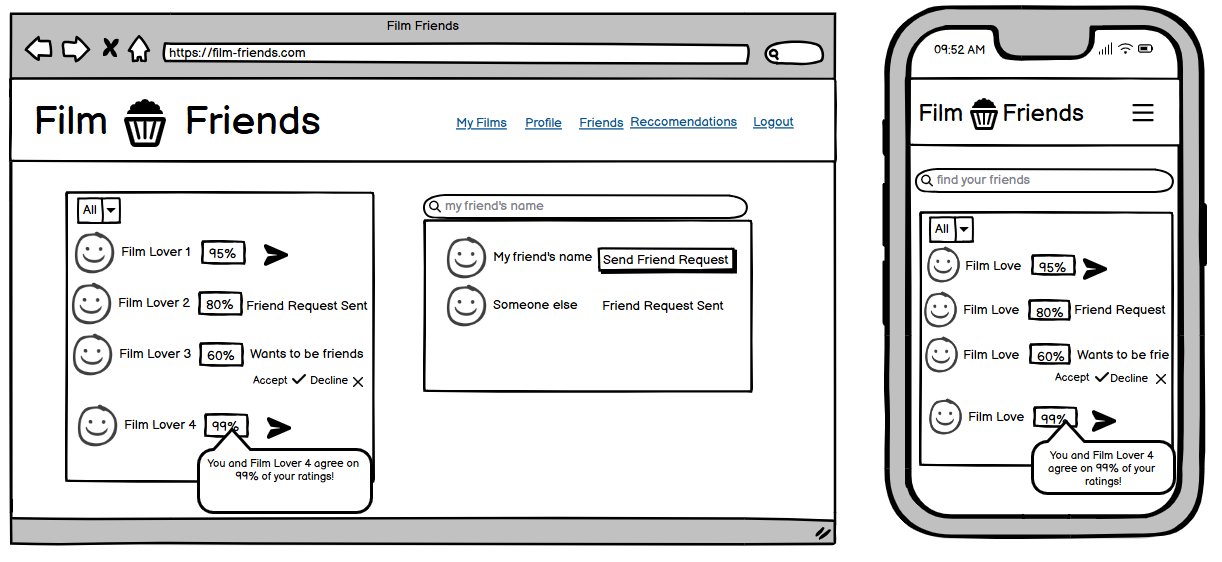 Film Friends
https://film-friends.com
Film Friends
My Films Profile Friends Reccomendations Logout
All
Film Lover 1 95%
Film Lover 2 80% Friend Request Sent
Film Lover 3 60% Wants to be friends
Accept Decline
Film Lover 4 99%
You and Film Lover 4 agree on
99% of your ratings!
my friend's name
My friend's name Send Friend Request
Someone else Friend Request Sent
09:52 AM
Film Friends
find your friends
All
Film Love 95%
Film Love 80% Friend Request
Film Love 60% Wants to be frie
Accept Decline
Film Love 99%
You and Film Lover 4
agree on 99% of your
ratings!